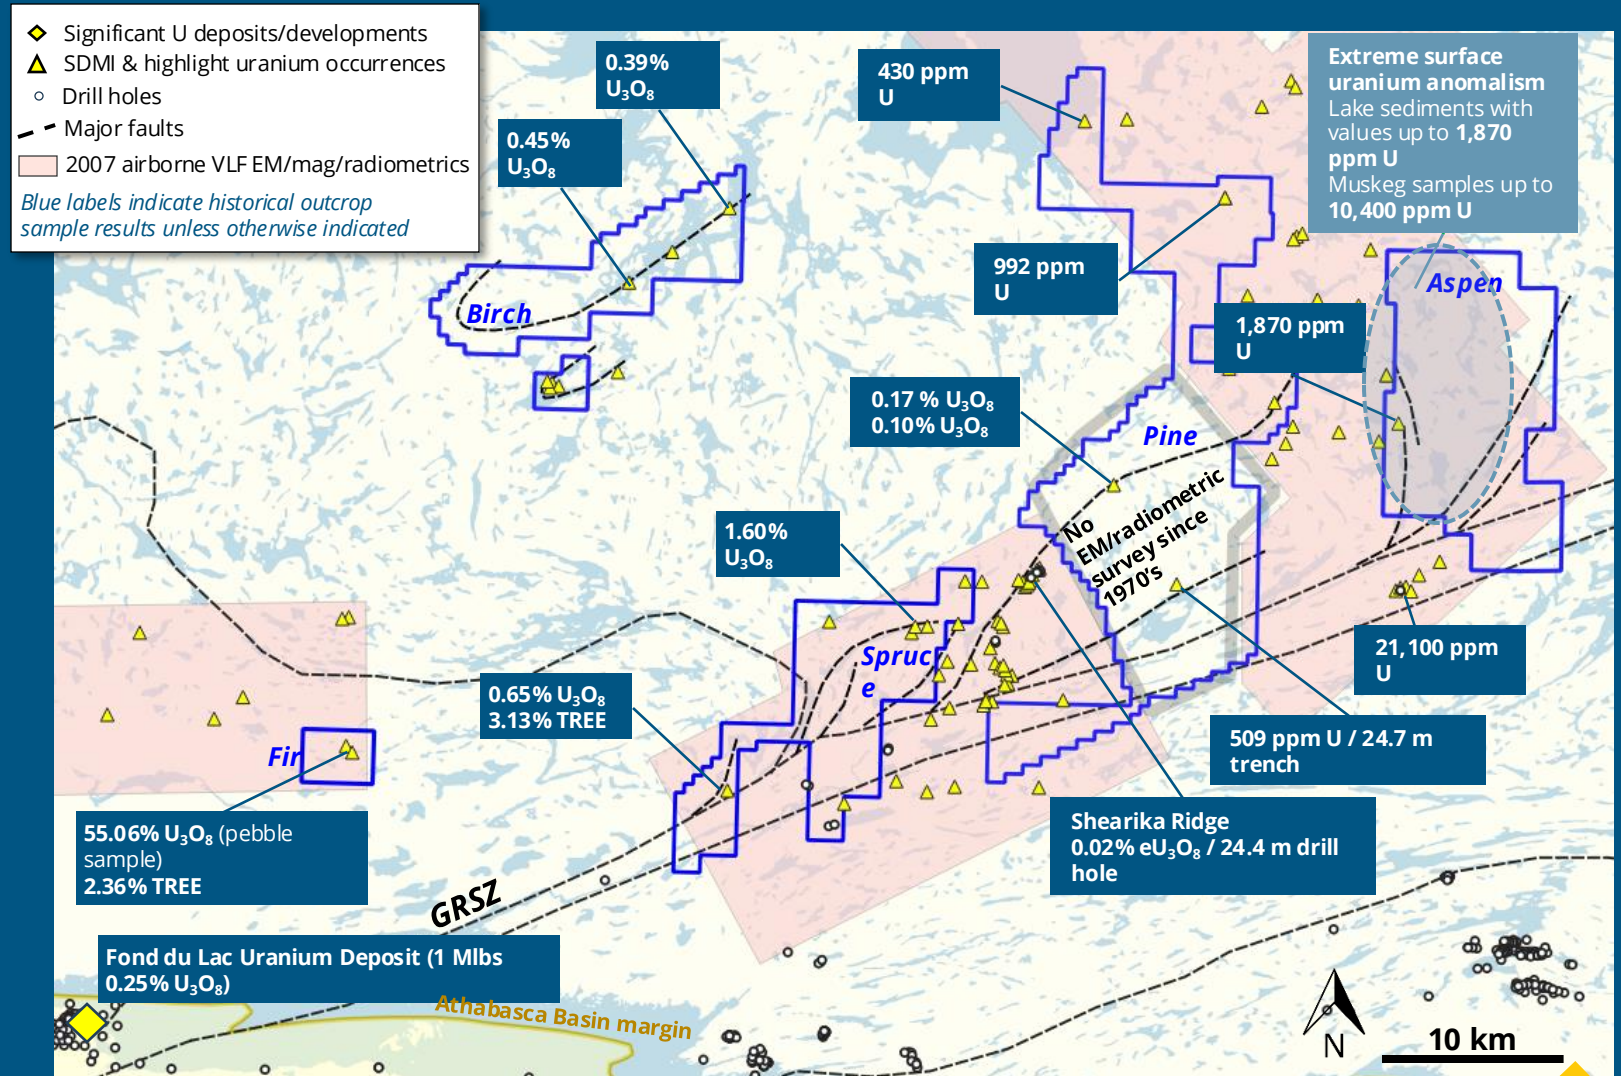 Significant U deposits/developments
SDMI & highlight uranium occurrences
Drill holes
Major faults
2007 airborne VLF EM/mag/radiometrics
Blue labels indicate historical outcrop
sample results unless otherwise indicated
0.39%
U₃O₈
0.45%
U₃O₈
430 ppm
U
Extreme surface
uranium anomalism
Lake sediments with
values up to 1,870
ppm U
Muskeg samples up to
10,400 ppm U
992 ppm
U
Aspen
Birch
1,870 ppm
U
0.17 % U₃O₈
0.10% U₃O₈
Pine
No
EM/radiometric
survey since
1970's
1.60%
U₃O₈
Spruc
e
21,100 ppm
U
0.65% U₃O₈
3.13% TREE
509 ppm U / 24.7 m
trench
Fir
55.06% U₃O₈ (pebble
sample)
2.36% TREE
Shearika Ridge
0.02% eU₃O₈ / 24.4 m drill
hole
GRSZ
Fond du Lac Uranium Deposit (1 Mlbs
0.25% U₃O₈)
Athabasca Basin margin
N
10 km